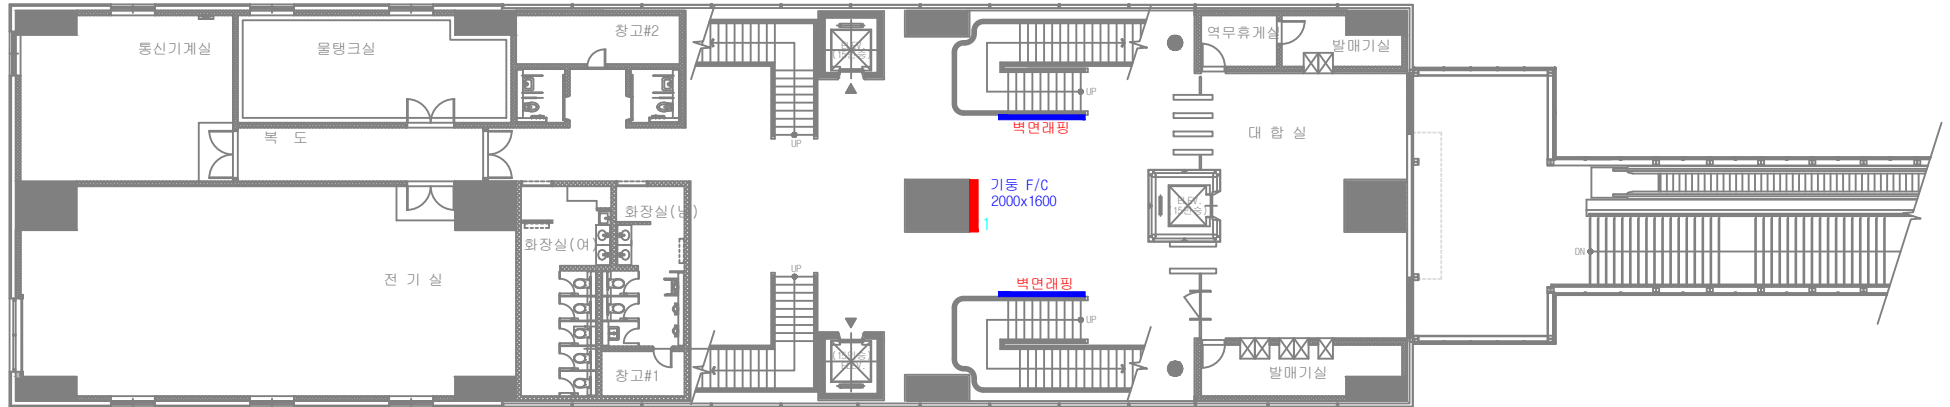 통신기계실
물탱크실
창고#2
역무휴게실
발매기실
UP
복 도
UP
벽면래핑
대 합 실
기둥 F/C
2000x1600
1
ELEV.
화장실(남)
화장실(여)
전 기 실
UP
벽면래핑
DN
UP
창고#1
발매기실